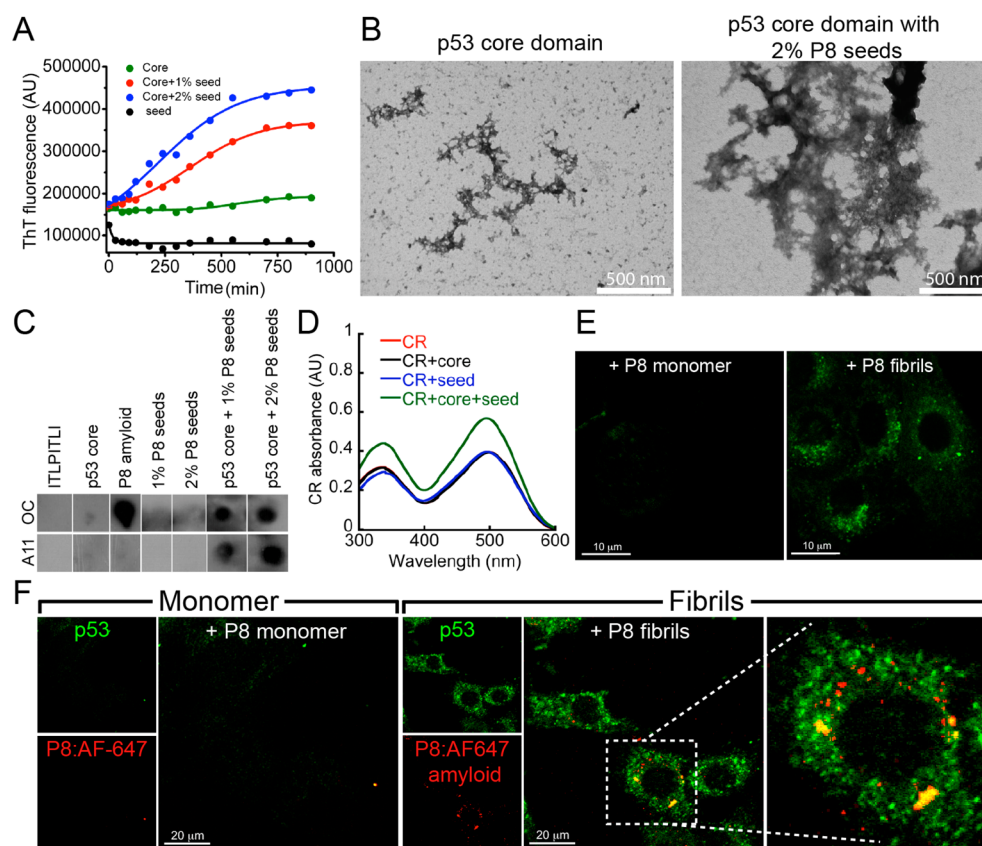 A
ThT fluorescence (AU)
500000
400000
300000
200000
100000
Core
Core+1% seed
Core+2% seed
seed
0 250 500 750 1000
Time (min)
B
p53 core domain
p53 core domain with
2% P8 seeds
500 nm
500 nm
C
ITLPITLI
p53 core
P8 amyloid
1% P8 seeds
2% P8 seeds
p53 core + 1% P8 seeds
p53 core + 2% P8 seeds
OC
A11
D
CR absorbance (AU)
1
0.8
0.6
0.4
0.2
0
CR
CR+core
CR+seed
CR+core+seed
300 400 500 600
Wavelength (nm)
E
+ P8 monomer
+ P8 fibrils
10 µm
10 µm
F
Monomer
p53
+ P8 monomer
P8:AF-647
20 µm
Fibrils
p53
+ P8 fibrils
P8:AF647
amyloid
20 µm